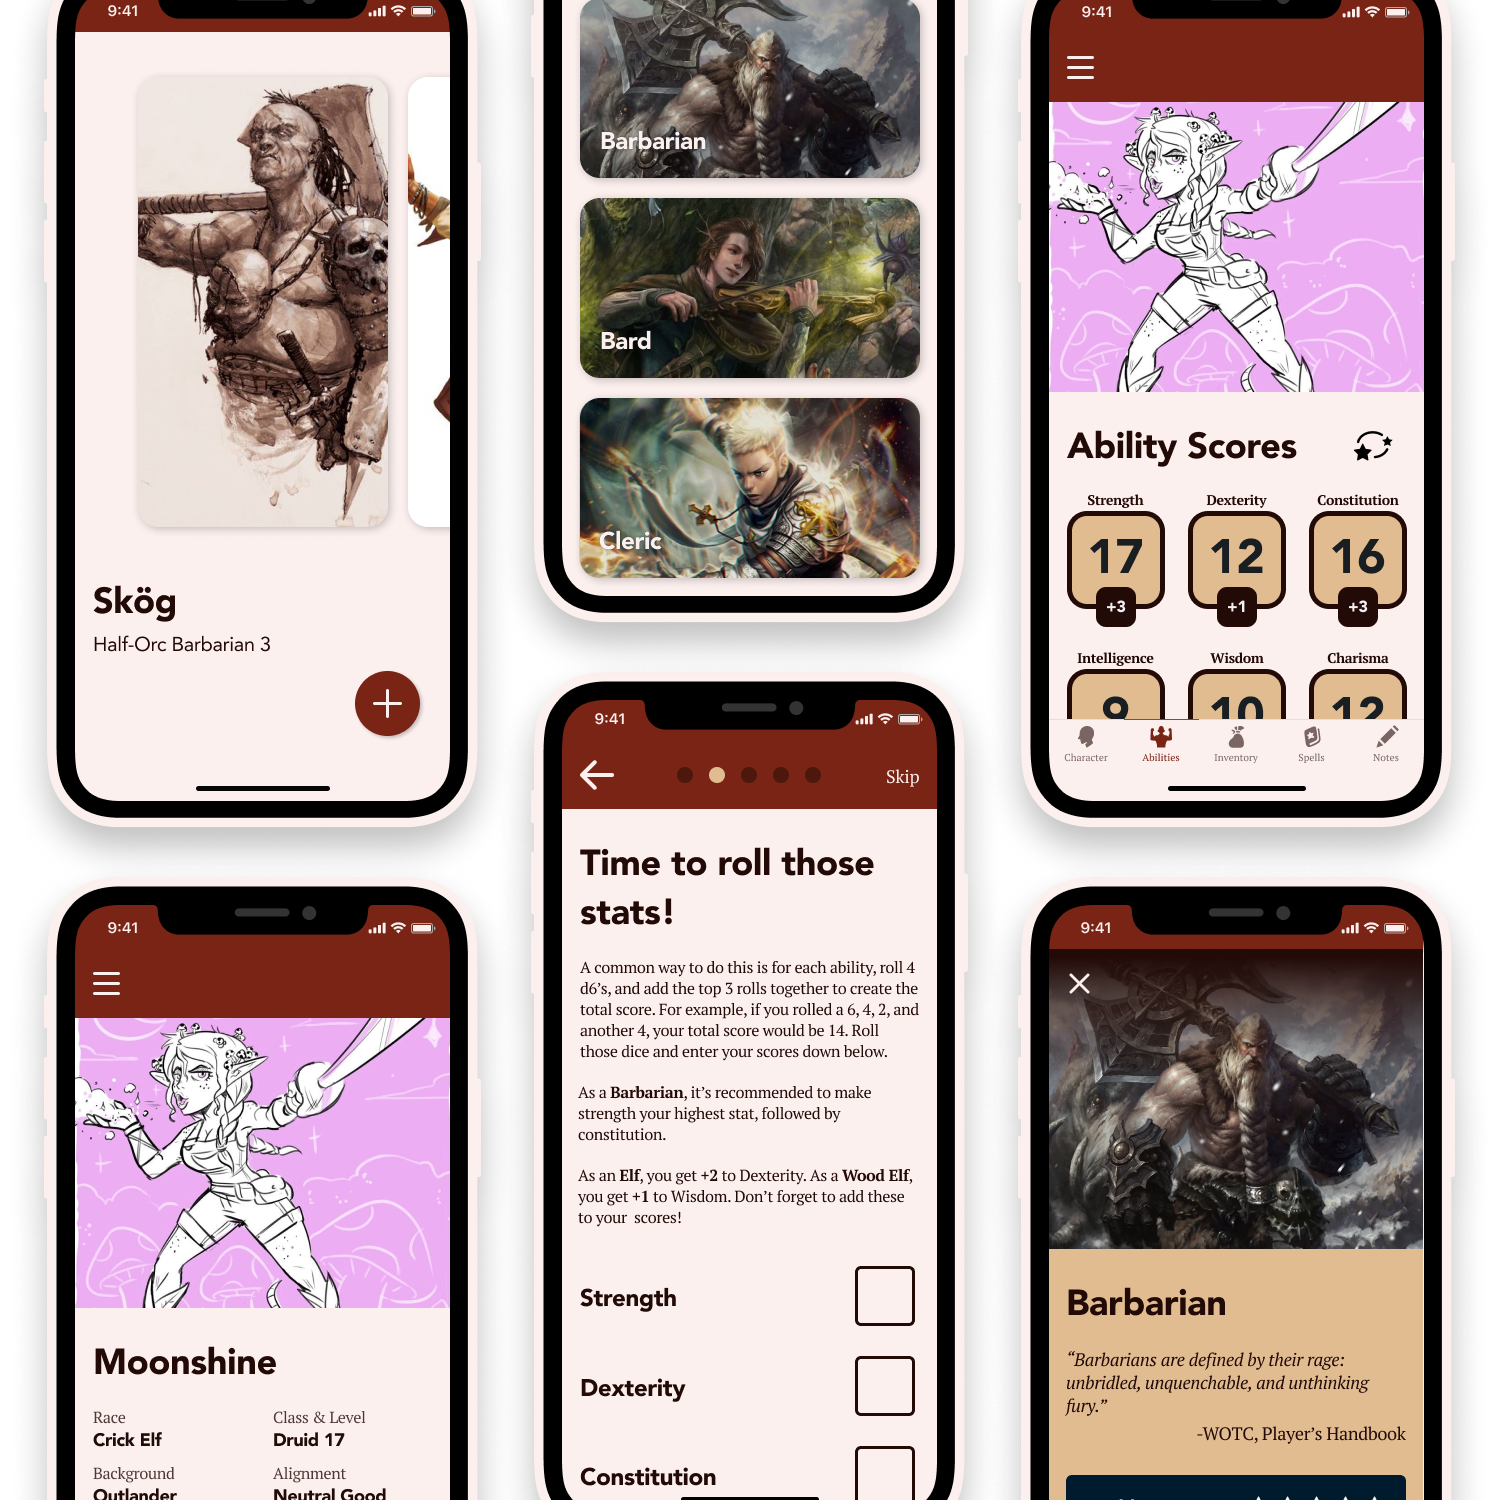 9:41
Skög
Half-Orc Barbarian 3
9:41
Moonshine
Race
Class & Level
Crick Elf
Druid 17
Background
Alignment
Outlander
Neutral Good
Barbarian
Bard
Cleric
9:41
Skip
Time to roll those
stats!
A common way to do this is for each ability, roll 4
d6’s, and add the top 3 rolls together to create the
total score. For example, if you rolled a 6, 4, 2, and
another 4, your total score would be 14. Roll
those dice and enter your scores down below.
As a Barbarian, it’s recommended to make
strength your highest stat, followed by
constitution.
As an Elf, you get +2 to Dexterity. As a Wood Elf,
you get +1 to Wisdom. Don’t forget to add these
to your  scores!
Strength
Dexterity
Constitution
9:41
Ability Scores
Strength Dexterity Constitution
17 12 16
+3 +1 +3
Intelligence Wisdom Charisma
9 10 12
Character Abilities Inventory Spells Notes
9:41
Barbarian
“Barbarians are defined by their rage:
unbridled, unquenchable, and unthinking
fury.”
-WOTC, Player’s Handbook